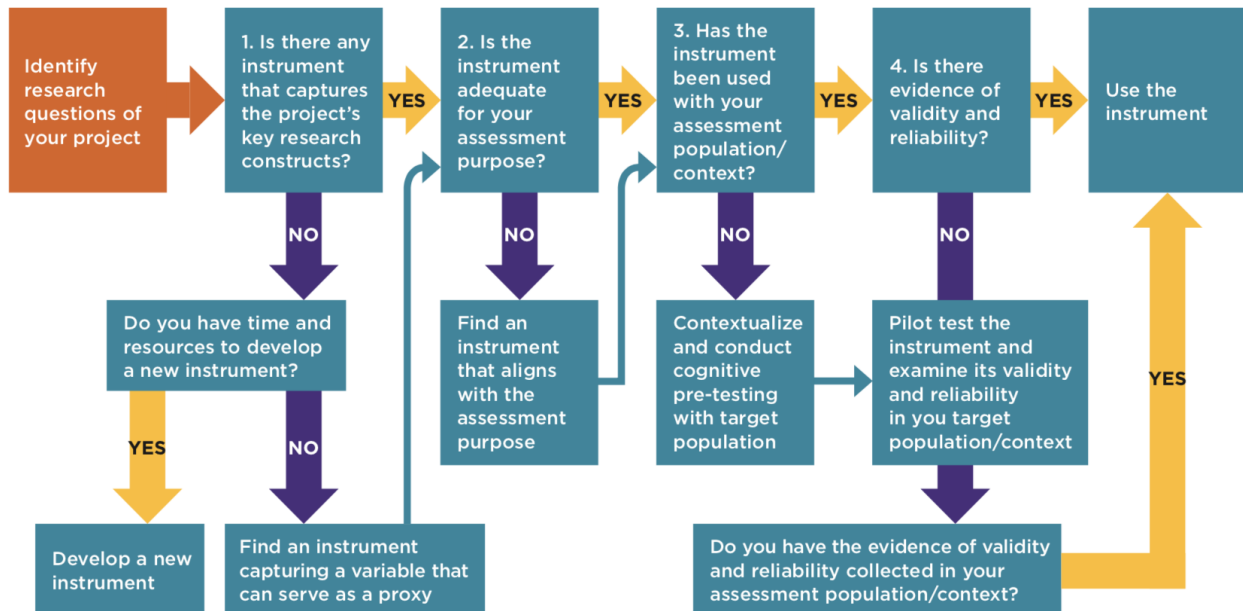 Identify
research
questions of
your project
1. Is there any
instrument
that captures
the project's
key research
constructs?
YES
2. Is the
instrument
adequate
for your
assessment
purpose?
YES
3. Has the
instrument
been used
with your
assessment
population/
context?
YES
4. Is there
evidence of
validity and
reliability?
YES
Use the
instrument
NO
NO
NO
NO
Do you have time and
resources to develop
a new instrument?
Find an
instrument
that aligns
with the
assessment
purpose
Contextualize
and conduct
cognitive
pre-testing
with target
population
Pilot test the
instrument and
examine its validity
and reliability
in you target
population/context
YES
YES
NO
Develop a new
instrument
Find an instrument
capturing a variable that
can serve as a proxy
Do you have the evidence of validity
and reliability collected in your
assessment population/context?